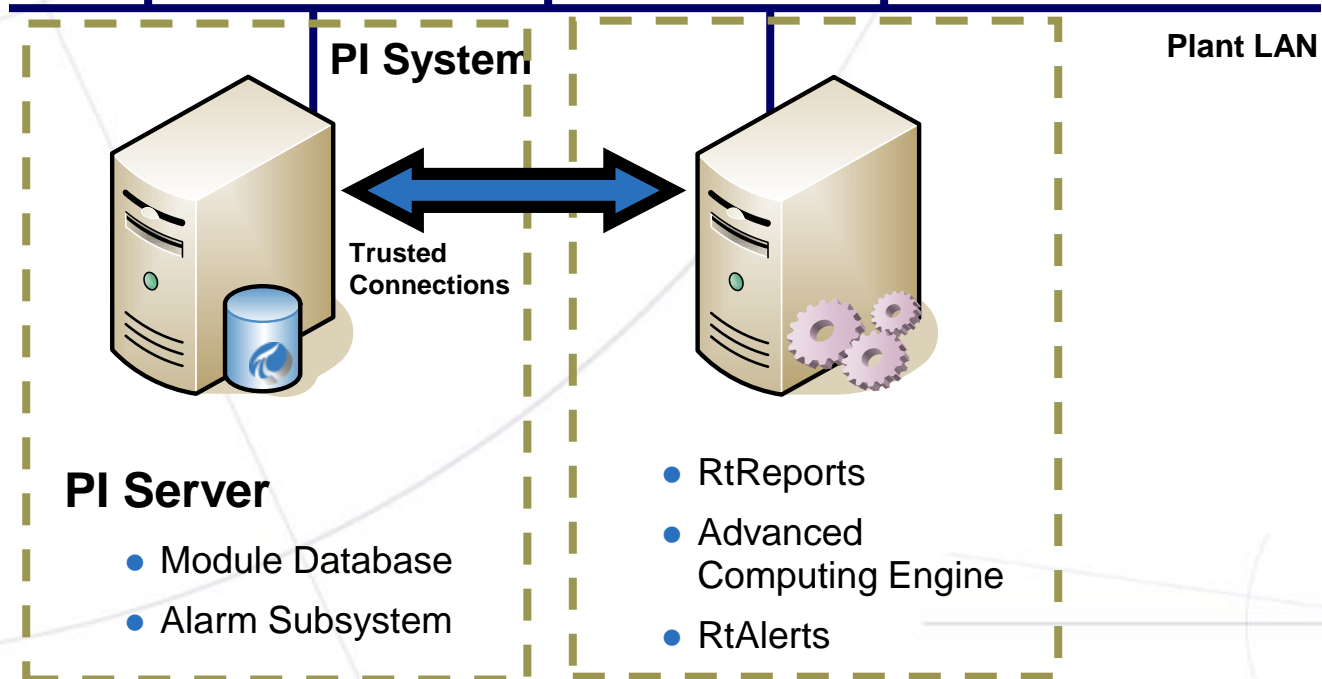 PI System
Plant LAN
Trusted
Connections
PI Server
Module Database
Alarm Subsystem
RtReports
Advanced
Computing Engine
RtAlerts